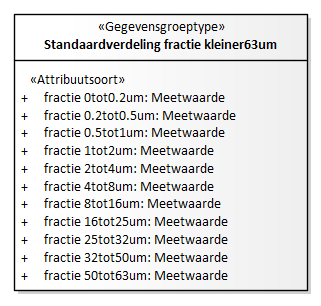 «Gegevensgroeptype»
Standaardverdeling fractie kleiner63um
«Attribuutsoort»
+ fractie 0tot0.2um: Meetwaarde
+ fractie 0.2tot0.5um: Meetwaarde
+ fractie 0.5tot1um: Meetwaarde
+ fractie 1tot2um: Meetwaarde
+ fractie 2tot4um: Meetwaarde
+ fractie 4tot8um: Meetwaarde
+ fractie 8tot16um: Meetwaarde
+ fractie 16tot25um: Meetwaarde
+ fractie 25tot32um: Meetwaarde
+ fractie 32tot50um: Meetwaarde
+ fractie 50tot63um: Meetwaarde